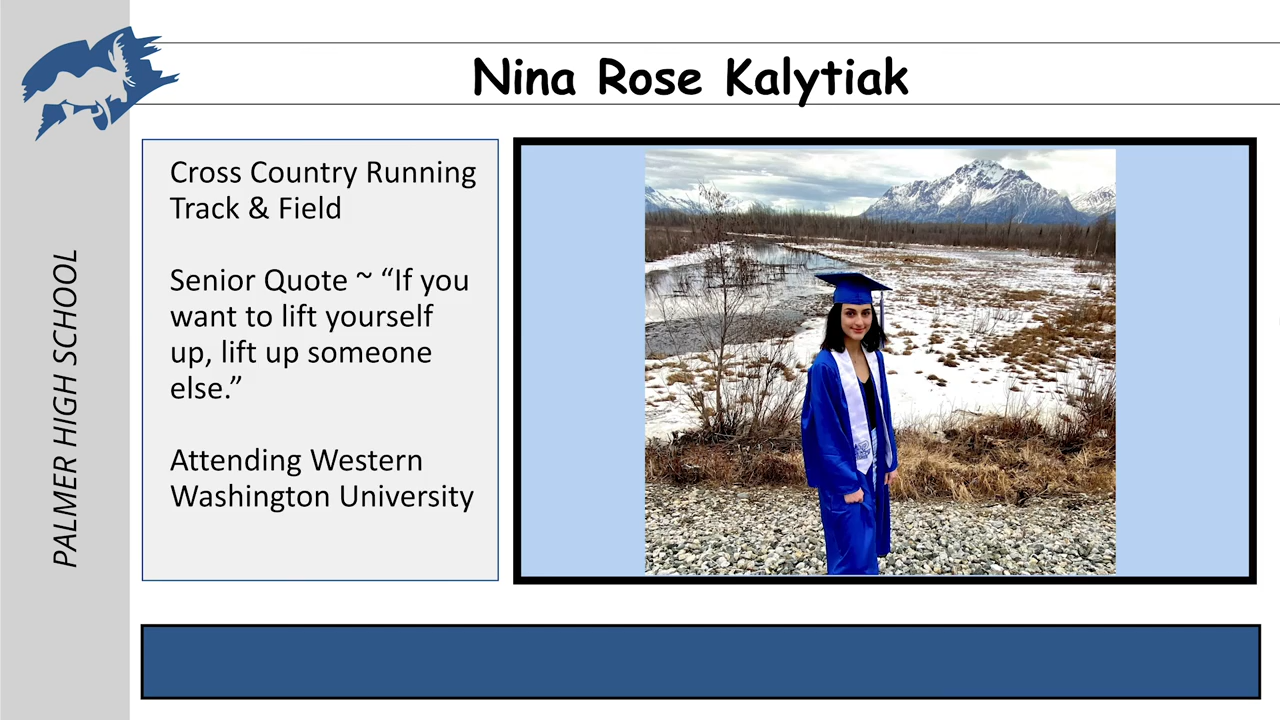 Nina Rose Kalytiak
PALMER HIGH SCHOOL
Cross Country Running
Track & Field
Senior Quote ~ “If you
want to lift yourself
up, lift up someone
else.”
Attending Western
Washington University